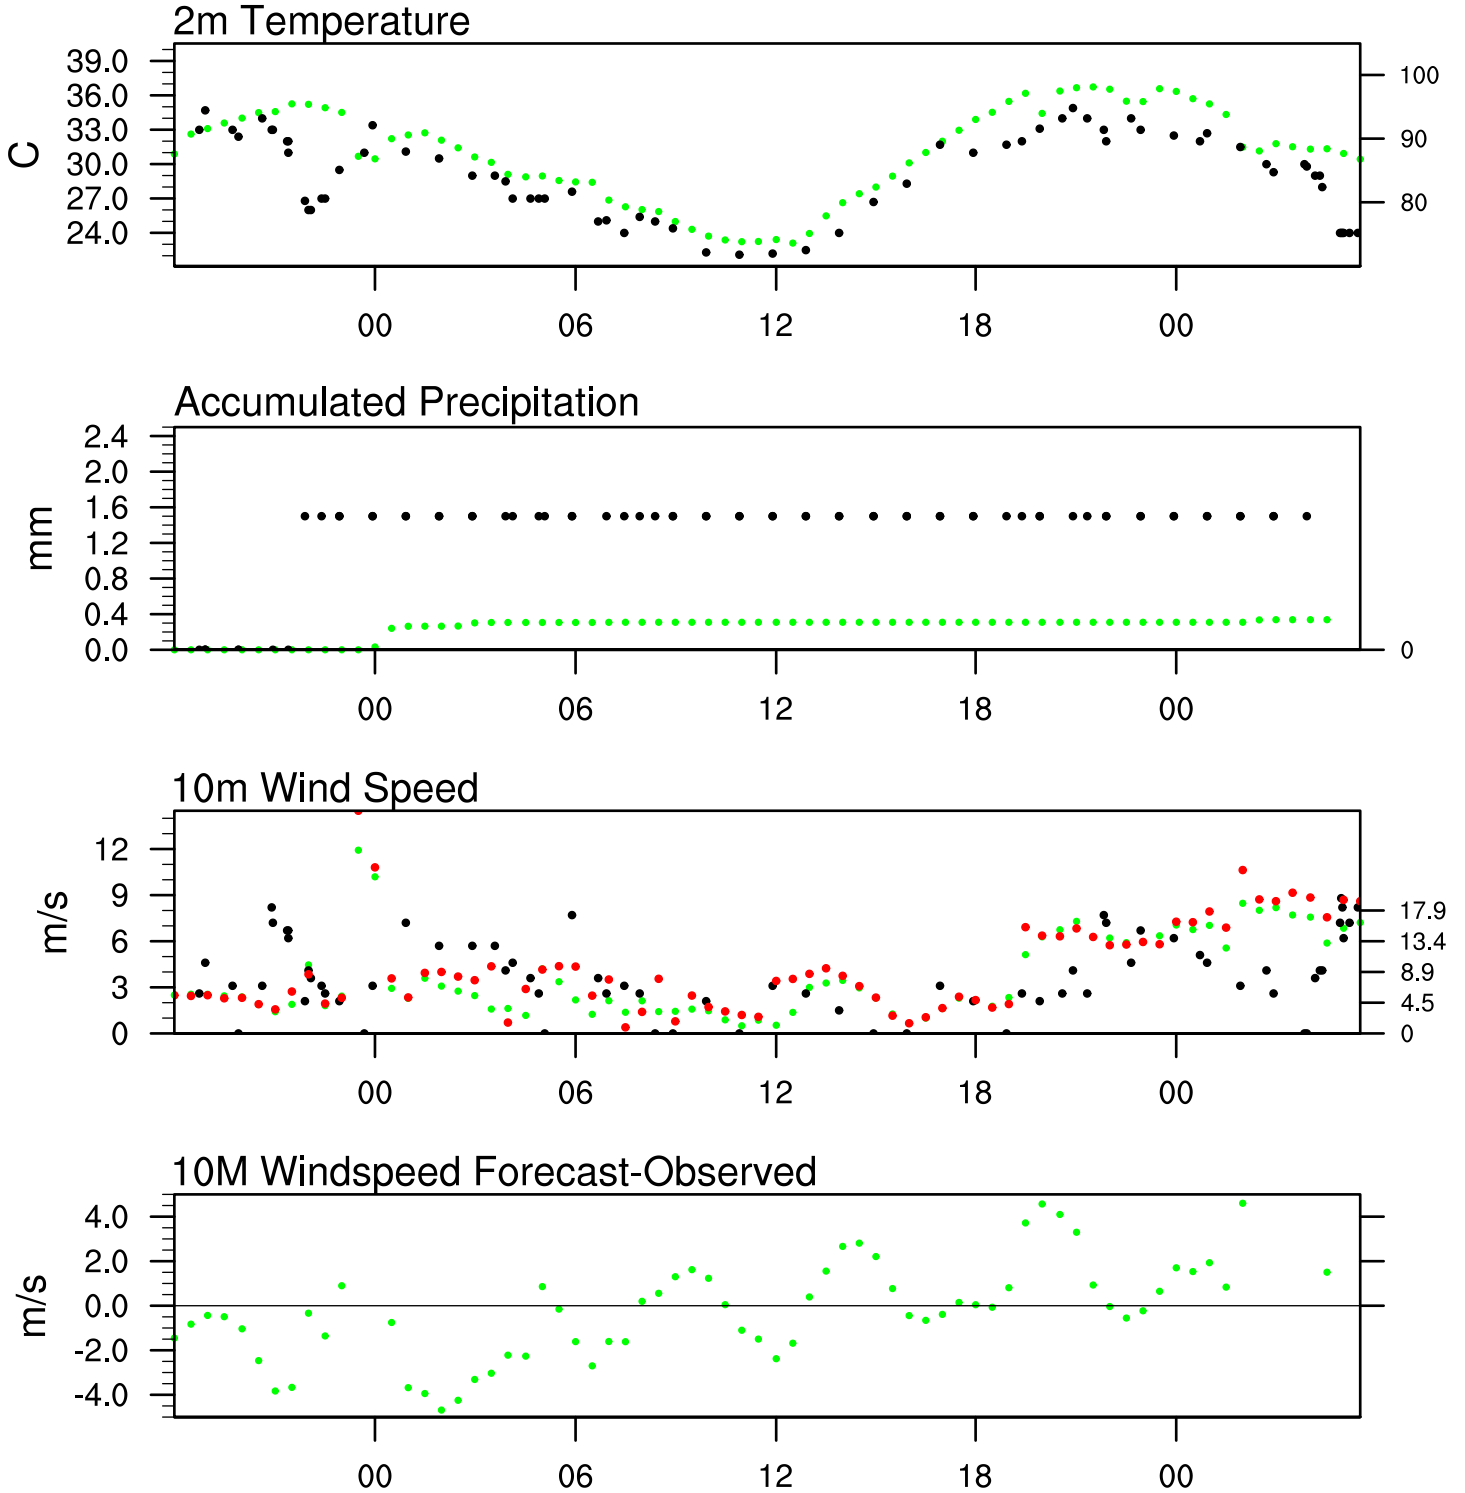 2m Temperature
C
39.0
36.0
33.0
30.0
27.0
24.0
100
90
80
00 06 12 18 00
Accumulated Precipitation
mm
2.4
2.0
1.6
1.2
0.8
0.4
0.0
0
00 06 12 18 00
10m Wind Speed
m/s
12
9
6
3
0
17.9
13.4
8.9
4.5
0
00 06 12 18 00
10M Windspeed Forecast-Observed
m/s
4.0
2.0
0.0
-2.0
-4.0
00 06 12 18 00